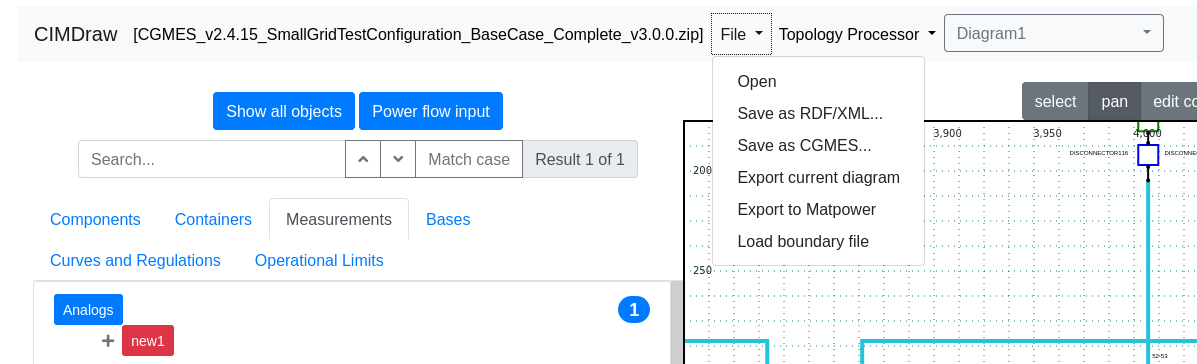 CIMDraw [CGMES_v2.4.15_SmallGridTestConfiguration_BaseCase_Complete_v3.0.0.zip] File Topology Processor Diagram1
Open
Save as RDF/XML...
Save as CGMES...
Export current diagram
Export to Matpower
Load boundary file
Show all objects Power flow input
Search... Match case Result 1 of 1
Components Containers Measurements Bases
Curves and Regulations Operational Limits
Analogs 1
+ new1
select pan edit co
3,900 3,950 4,000
DISCONNECTOR116 DISCONNEC
200
250
52-53